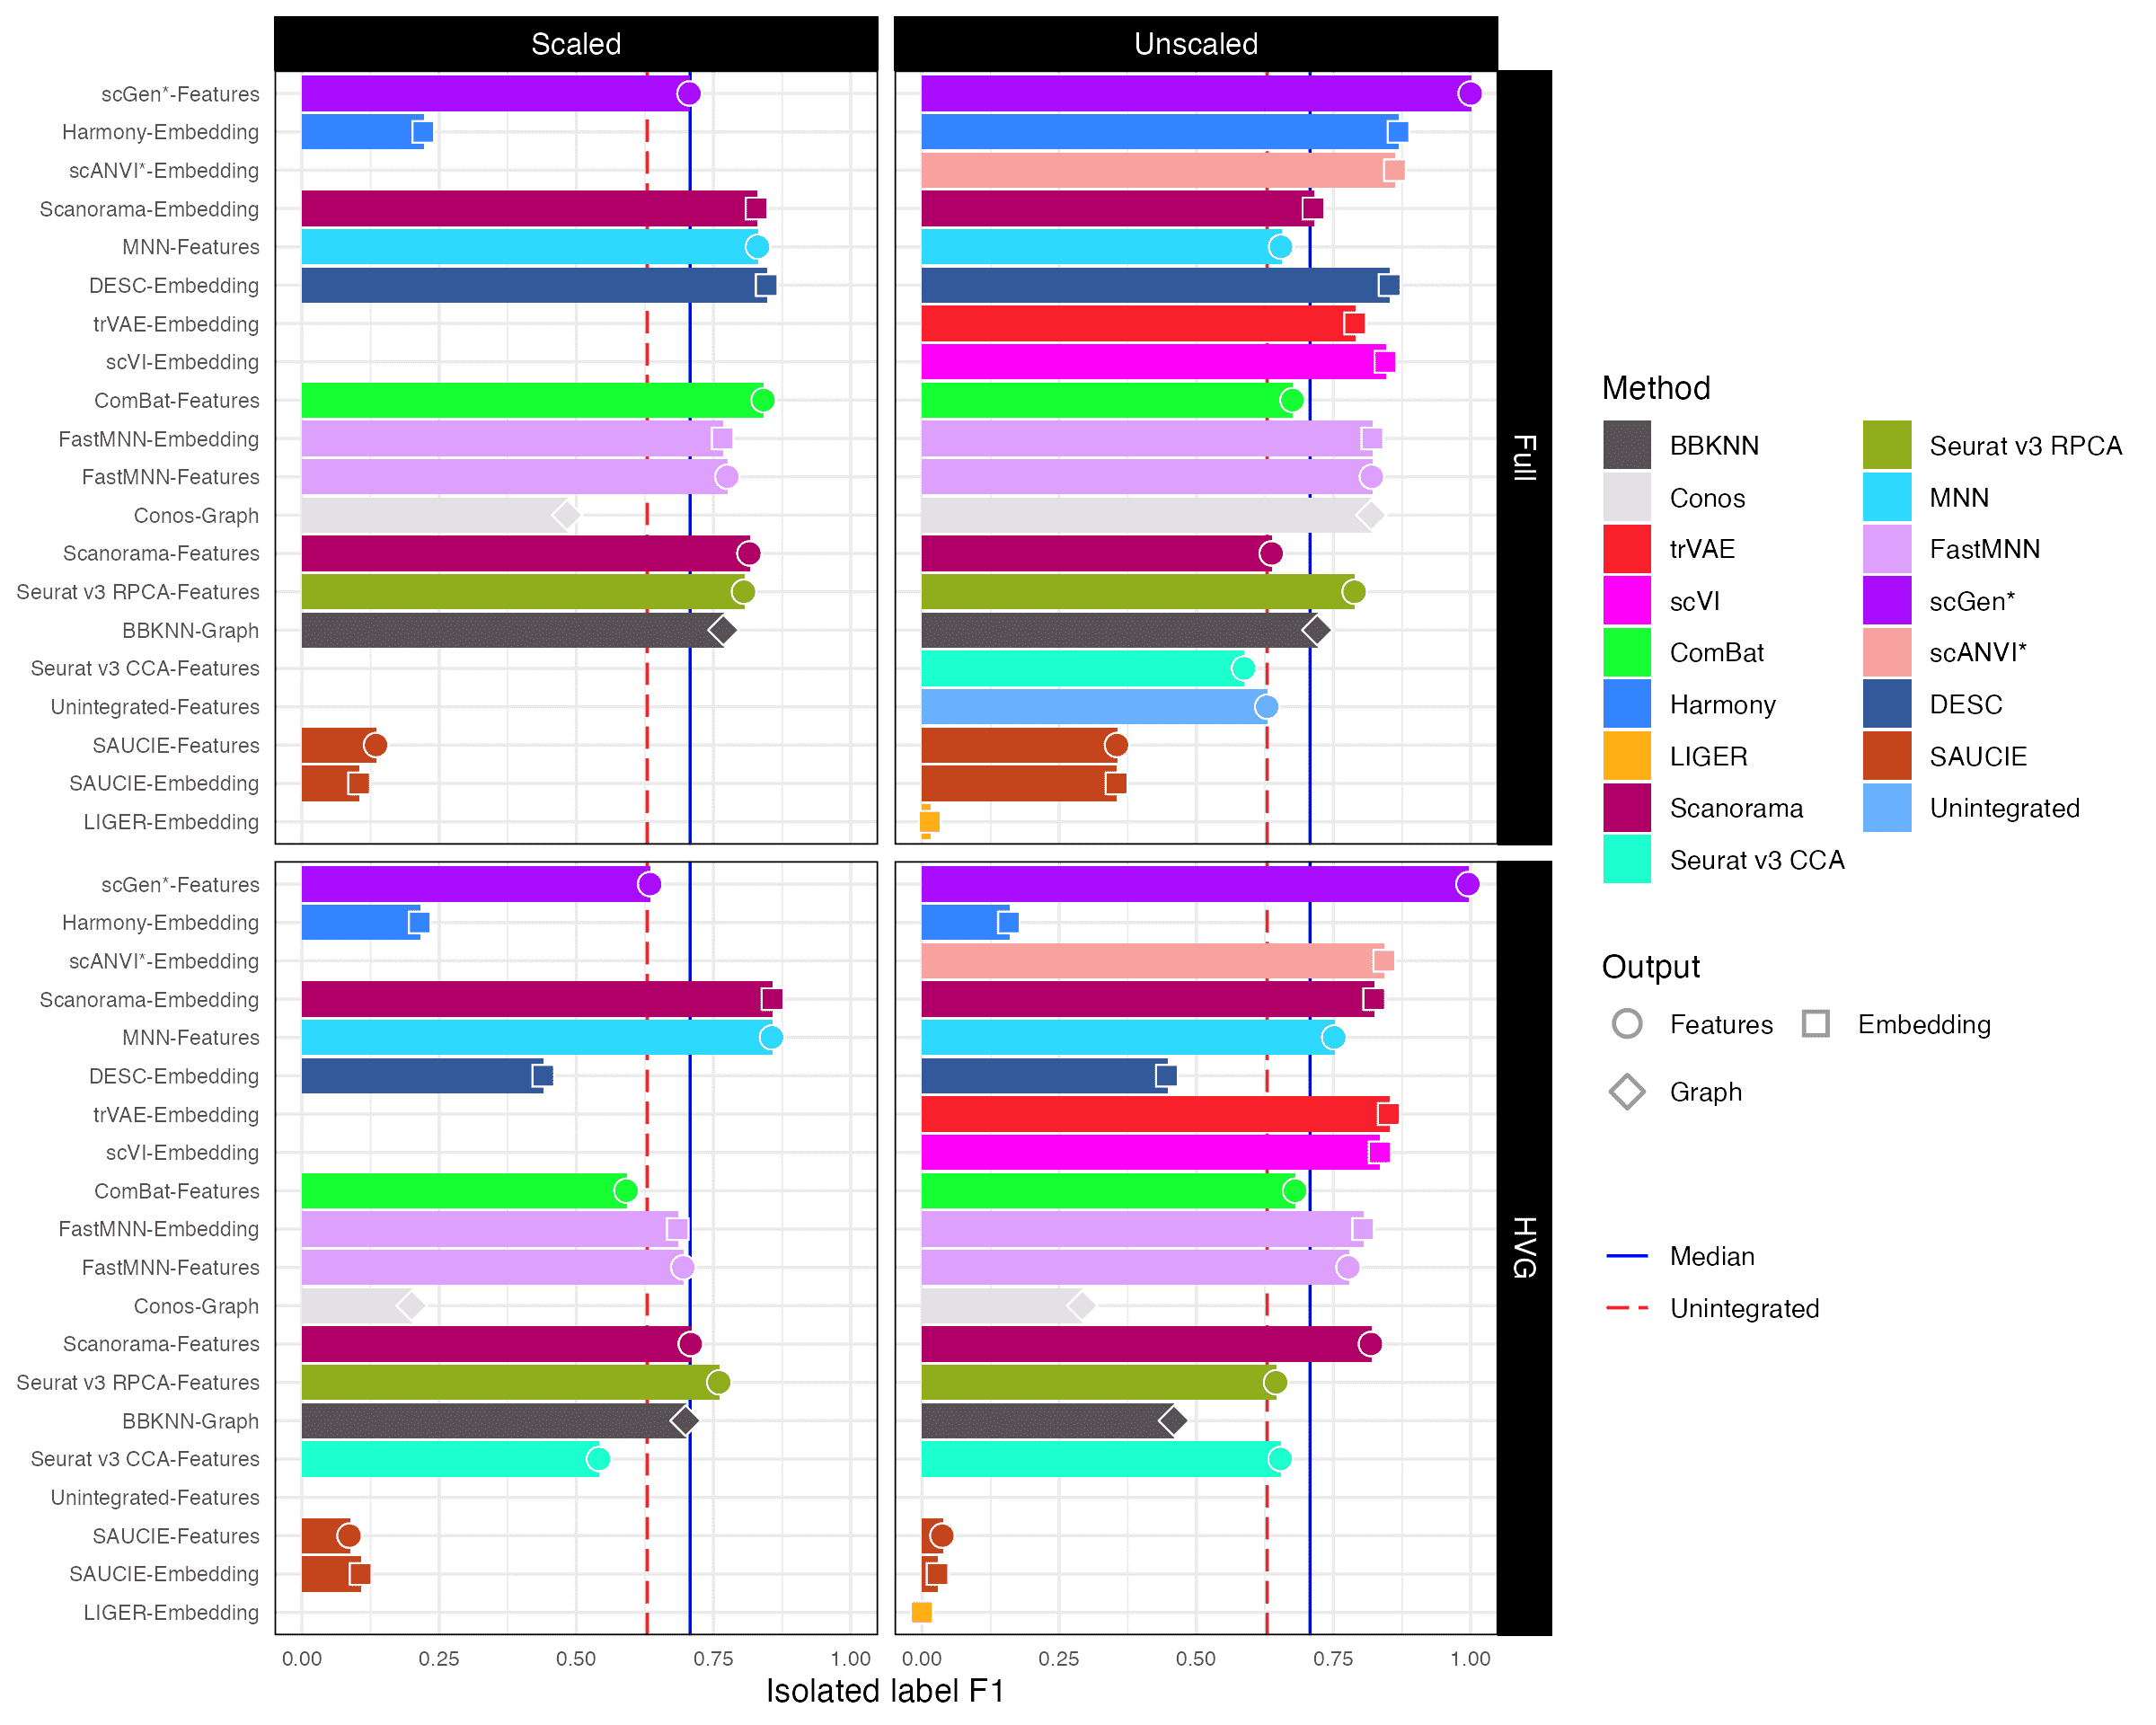 Scaled
Unscaled
scGen*-Features
Harmony-Embedding
scANVI*-Embedding
Scanorama-Embedding
MNN-Features
DESC-Embedding
trVAE-Embedding
scVI-Embedding
ComBat-Features
FastMNN-Embedding
FastMNN-Features
Conos-Graph
Scanorama-Features
Seurat v3 RPCA-Features
BBKNN-Graph
Seurat v3 CCA-Features
Unintegrated-Features
SAUCIE-Features
SAUCIE-Embedding
LIGER-Embedding
Full
scGen*-Features
Harmony-Embedding
scANVI*-Embedding
Scanorama-Embedding
MNN-Features
DESC-Embedding
trVAE-Embedding
scVI-Embedding
ComBat-Features
FastMNN-Embedding
FastMNN-Features
Conos-Graph
Scanorama-Features
Seurat v3 RPCA-Features
BBKNN-Graph
Seurat v3 CCA-Features
Unintegrated-Features
SAUCIE-Features
SAUCIE-Embedding
LIGER-Embedding
HVG
0.00 0.25 0.50 0.75 1.00
0.00 0.25 0.50 0.75 1.00
Isolated label F1
Method
BBKNN
Conos
trVAE
scVI
ComBat
Harmony
LIGER
Scanorama
Seurat v3 CCA
Seurat v3 RPCA
MNN
FastMNN
scGen*
scANVI*
DESC
SAUCIE
Unintegrated
Output
Features
Embedding
Graph
Median
Unintegrated